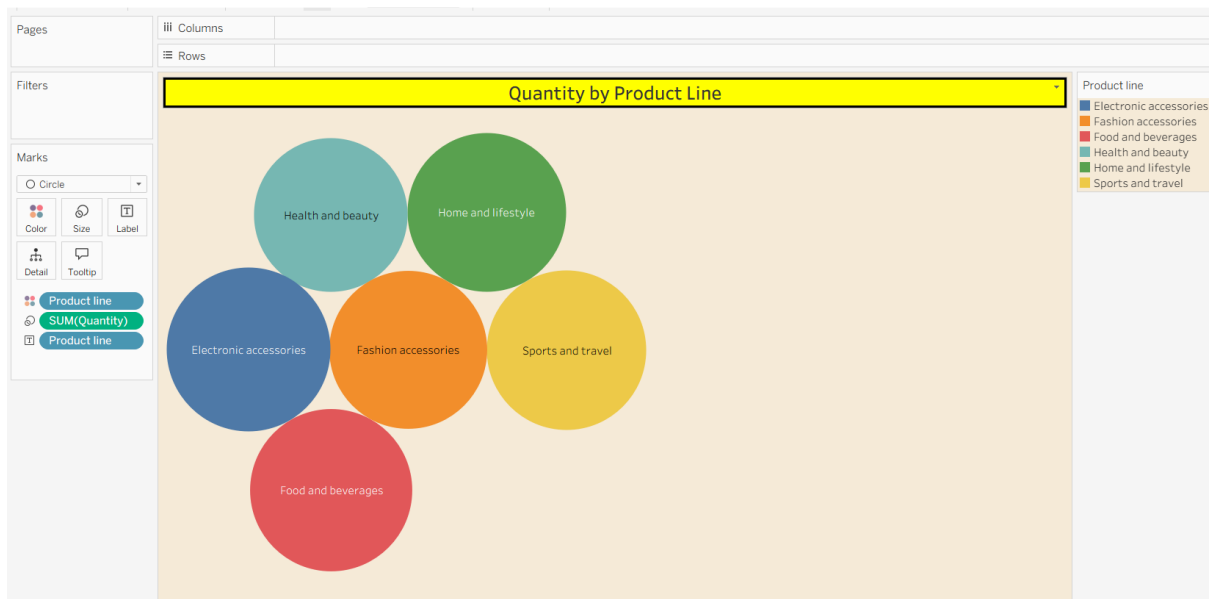 Pages
Columns
Rows
Filters
Marks
Circle
Color
Size
Label
Detail
Tooltip
Product line
SUM(Quantity)
Product line
Quantity by Product Line
Health and beauty
Home and lifestyle
Electronic accessories
Fashion accessories
Sports and travel
Food and beverages
Product line
Electronic accessories
Fashion accessories
Food and beverages
Health and beauty
Home and lifestyle
Sports and travel